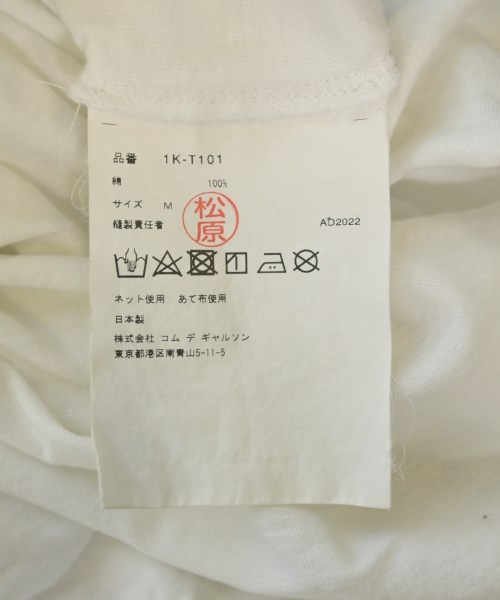 品番 1K-T101
綿 100%
サイズ M
縫製責任者 松原 AD2022
ネット使用 あて布使用
日本製
株式会社 コム デ ギャルソン
東京都港区南青山5-11-5